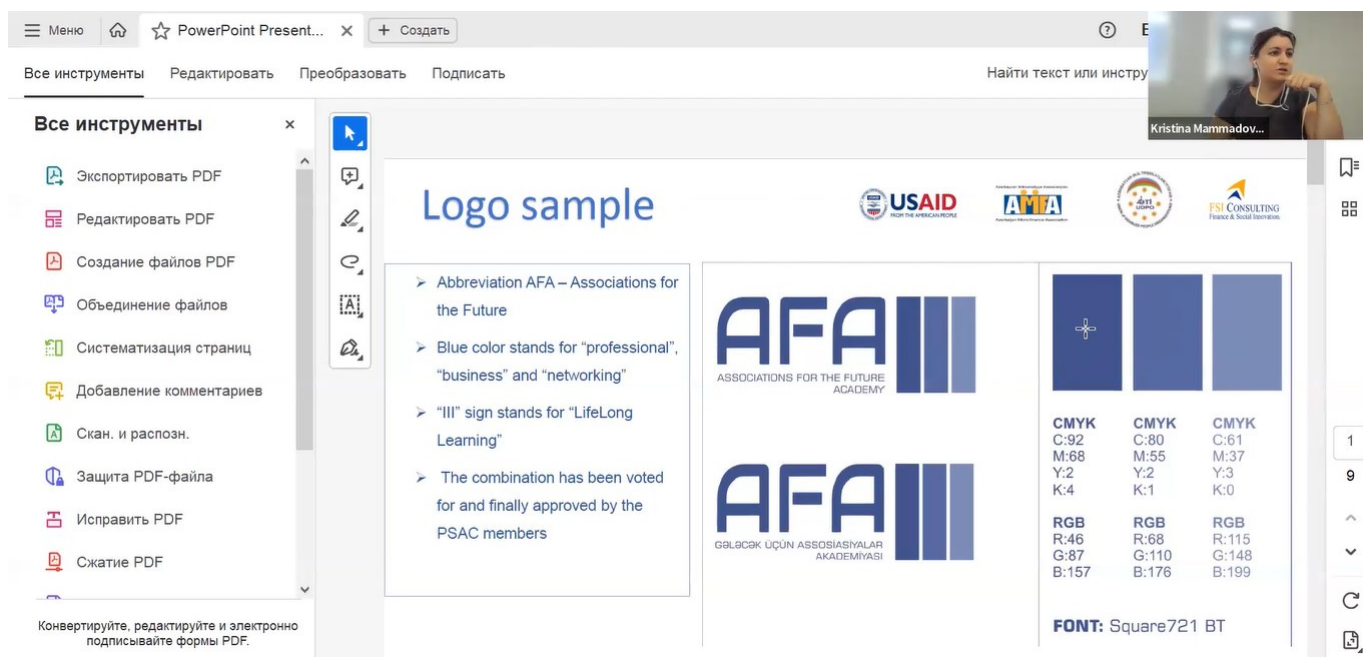 Меню
PowerPoint Present...
Создать
Все инструменты
Редактировать
Преобразовать
Подписать
Найти текст или инстру
Kristina Mammadov...
Все инструменты
Экспортировать PDF
Редактировать PDF
Создание файлов PDF
Объединение файлов
Систематизация страниц
Добавление комментариев
Скан. и распозн.
Защита PDF-файла
Исправить PDF
Сжатие PDF
Конвертируйте, редактируйте и электронно
подписывайте формы PDF.
Logo sample
USAID
FROM THE AMERICAN PEOPLE
AMFA
FSI CONSULTING
Finance & Social Innovation
Abbreviation AFA – Associations for
the Future
Blue color stands for “professional”,
“business” and “networking”
“III” sign stands for “LifeLong
Learning”
The combination has been voted
for and finally approved by the
PSAC members
AFA
ASSOCIATIONS FOR THE FUTURE
ACADEMY
AFA
GƏLƏCƏK ÜÇÜN ASSOSİASİYALAR
AKADEMİYASI
CMYK
C:92
M:68
Y:2
K:4
RGB
R:46
G:87
B:157
CMYK
C:80
M:55
Y:2
K:1
RGB
R:68
G:110
B:176
CMYK
C:61
M:37
Y:3
K:0
RGB
R:115
G:148
B:199
FONT: Square721 BT
1
9